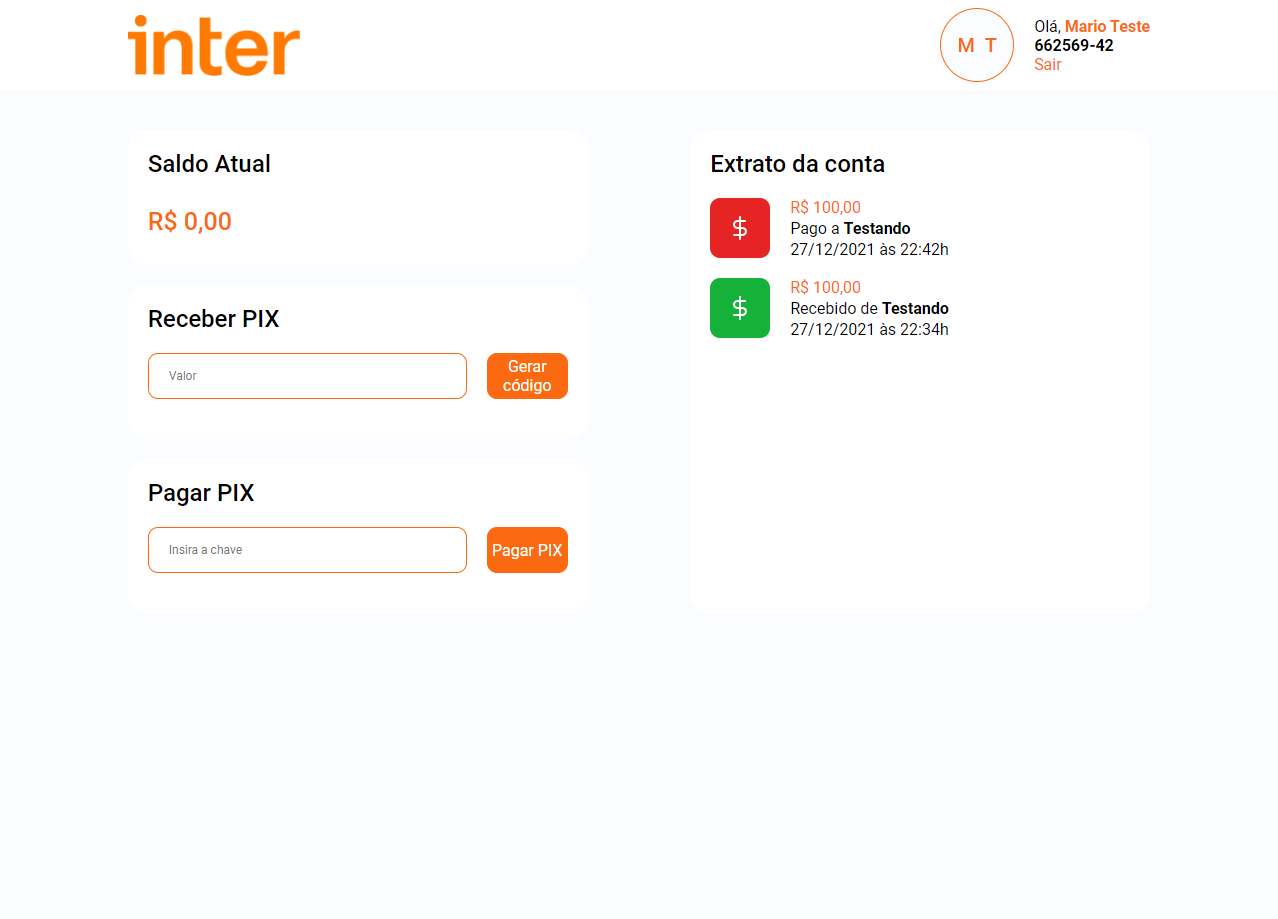 inter
M T
Olá, Mario Teste
662569-42
Sair
Saldo Atual
R$ 0,00
Receber PIX
Valor
Gerar
código
Pagar PIX
Insira a chave
Pagar PIX
Extrato da conta
$
R$ 100,00
Pago a Testando
27/12/2021 às 22:42h
$
R$ 100,00
Recebido de Testando
27/12/2021 às 22:34h